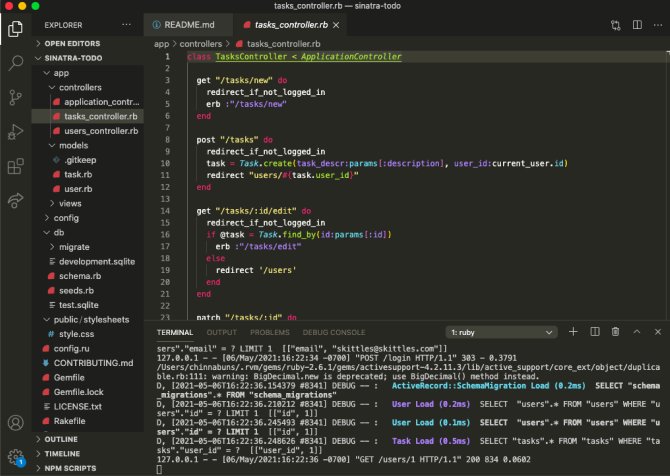 tasks_controller.rb — sinatra-todo
EXPLORER
README.md
tasks_controller.rb
OPEN EDITORS
SINATRA-TODO
app
controllers
application_contr...
tasks_controller.rb
users_controller.rb
models
.gitkeep
task.rb
user.rb
views
config
db
migrate
development.sqlite
schema.rb
seeds.rb
test.sqlite
public/stylesheets
style.css
config.ru
CONTRIBUTING.md
Gemfile
Gemfile.lock
LICENSE.txt
Rakefile
OUTLINE
TIMELINE
NPM SCRIPTS
1
app > controllers > tasks_controller.rb
1 class TasksController < ApplicationController
2
3 get "/tasks/new" do
4 redirect_if_not_logged_in
5 erb :"/tasks/new"
6 end
7
8 post "/tasks" do
9 redirect_if_not_logged_in
10 task = Task.create(task_descr:params[:description], user_id:current_user.id)
11 redirect "users/#{task.user_id}"
12 end
13
14 get "/tasks/:id/edit" do
15 redirect_if_not_logged_in
16 if @task = Task.find_by(id:params[:id])
17 erb :"/tasks/edit"
18 else
19 redirect '/users'
20 end
21 end
22
23 patch "/tasks/:id" do
TERMINAL OUTPUT PROBLEMS DEBUG CONSOLE 1: ruby
sers"."email" = ? LIMIT 1 [["email", "skittles@skittles.com"]]
127.0.0.1 - - [06/May/2021:16:22:34 -0700] "POST /login HTTP/1.1" 303 - 0.3791
/Users/chinnabuns/.rvm/gems/ruby-2.6.1/gems/activesupport-4.2.11.3/lib/active_support/core_ext/object/duplica
ble.rb:111: warning: BigDecimal.new is deprecated; use BigDecimal() method instead.
D, [2021-05-06T16:22:36.154379 #8341] DEBUG -- : ActiveRecord::SchemaMigration Load (0.2ms) SELECT "schema
_migrations".* FROM "schema_migrations"
D, [2021-05-06T16:22:36.210212 #8341] DEBUG -- : User Load (0.2ms) SELECT "users".* FROM "users" WHERE "u
sers"."id" = ? LIMIT 1 [["id", 1]]
D, [2021-05-06T16:22:36.245493 #8341] DEBUG -- : User Load (0.1ms) SELECT "users".* FROM "users" WHERE "u
sers"."id" = ? LIMIT 1 [["id", 1]]
D, [2021-05-06T16:22:36.248626 #8341] DEBUG -- : Task Load (0.5ms) SELECT "tasks".* FROM "tasks" WHERE "ta
sks"."user_id" = ? [["user_id", 1]]
127.0.0.1 - - [06/May/2021:16:22:36 -0700] "GET /users/1 HTTP/1.1" 200 834 0.0602